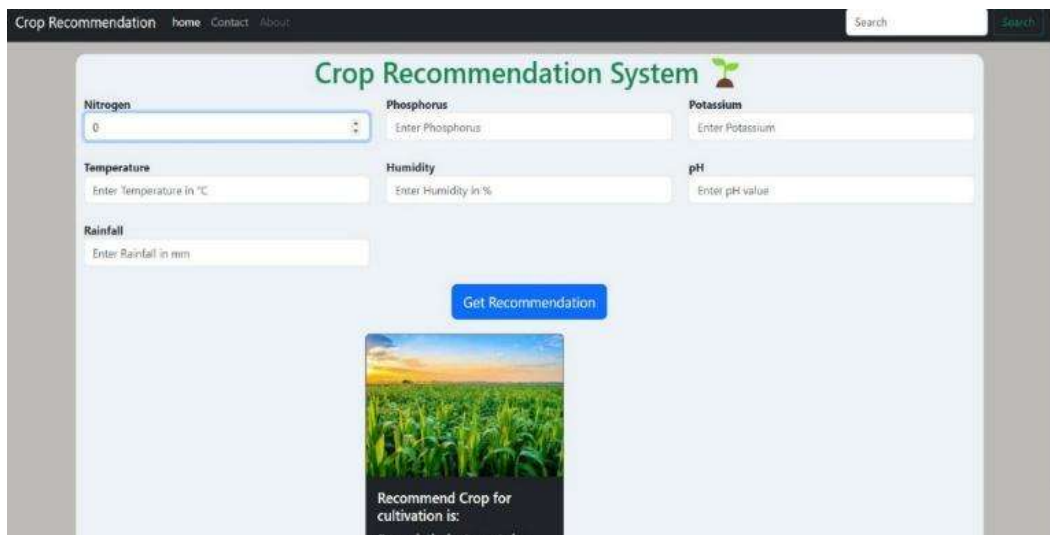 Crop Recommendation home Contact About Search Search
Crop Recommendation System
Nitrogen Phosphorus Potassium
0 Enter Phosphorus Enter Potassium
Temperature Humidity pH
Enter Temperature in °C Enter Humidity in % Enter pH value
Rainfall
Enter Rainfall in mm
Get Recommendation
Recommend Crop for
cultivation is: